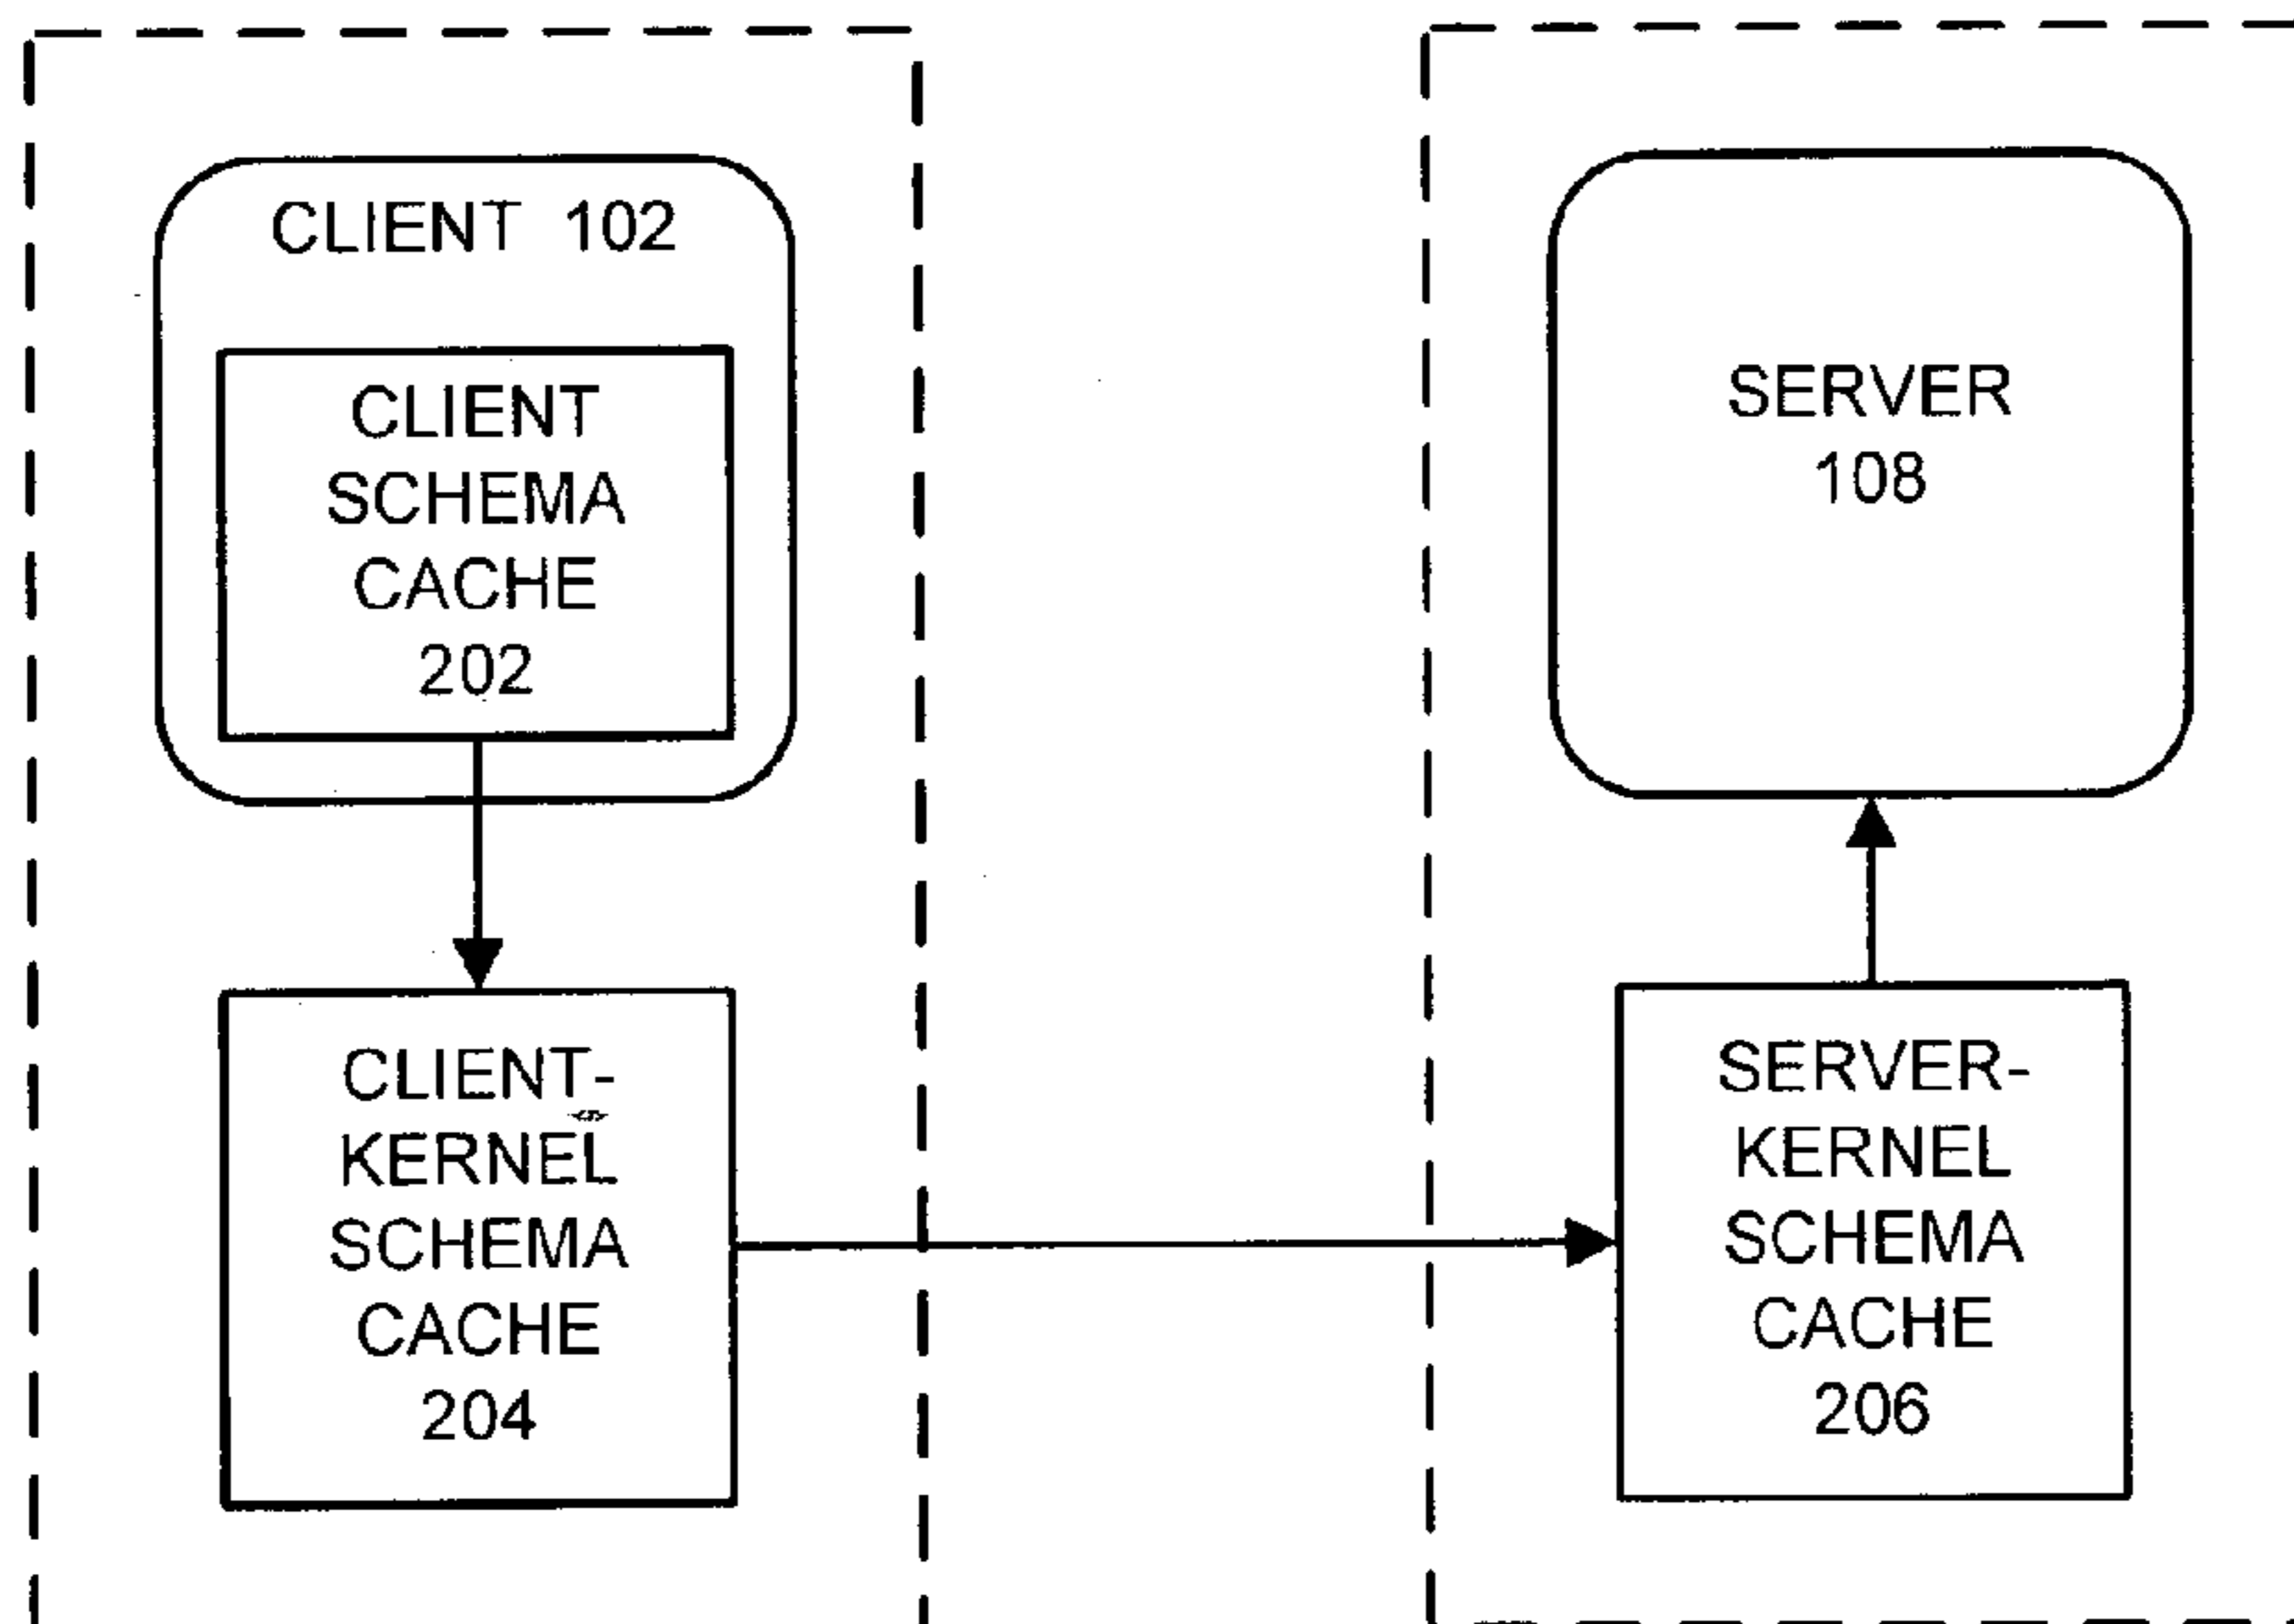 CLIENT 102
CLIENT
SCHEMA
CACHE
202
CLIENT-
KERNEL
SCHEMA
CACHE
204
SERVER
108
SERVER-
KERNEL
SCHEMA
CACHE
206